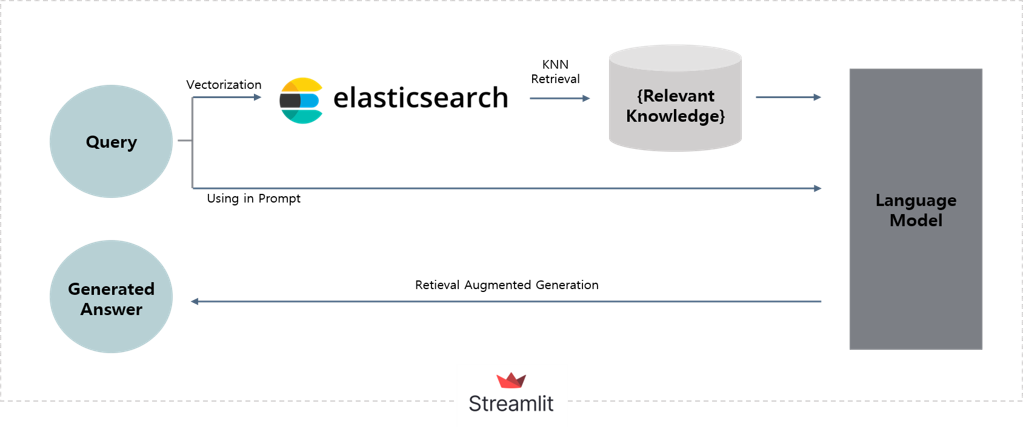 Vectorization
elasticsearch
KNN
Retrieval
{Relevant
Knowledge}
Query
Using in Prompt
Language
Model
Generated
Answer
Retieval Augmented Generation
Streamlit